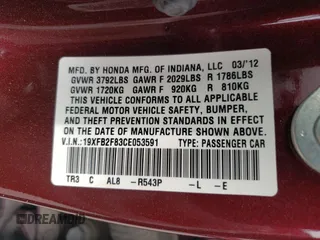 MFD. BY HONDA MFG. OF INDIANA, LLC 03/'12
GVWR 3792LBS GAWR F 2029LBS R 1786LBS
GVWR 1720KG GAWR F 920KG R 810KG
THIS VEHICLE CONFORMS TO ALL APPLICABLE
FEDERAL MOTOR VEHICLE SAFETY, BUMPER,
AND THEFT PREVENTION STANDARDS IN EFFECT
ON THE DATE OF MANUFACTURE SHOWN ABOVE.
V.I.N.:19XFB2F83CE053591 TYPE: PASSENGER CAR
TR3 C AL8 -R543P -L -E
DREAMBID